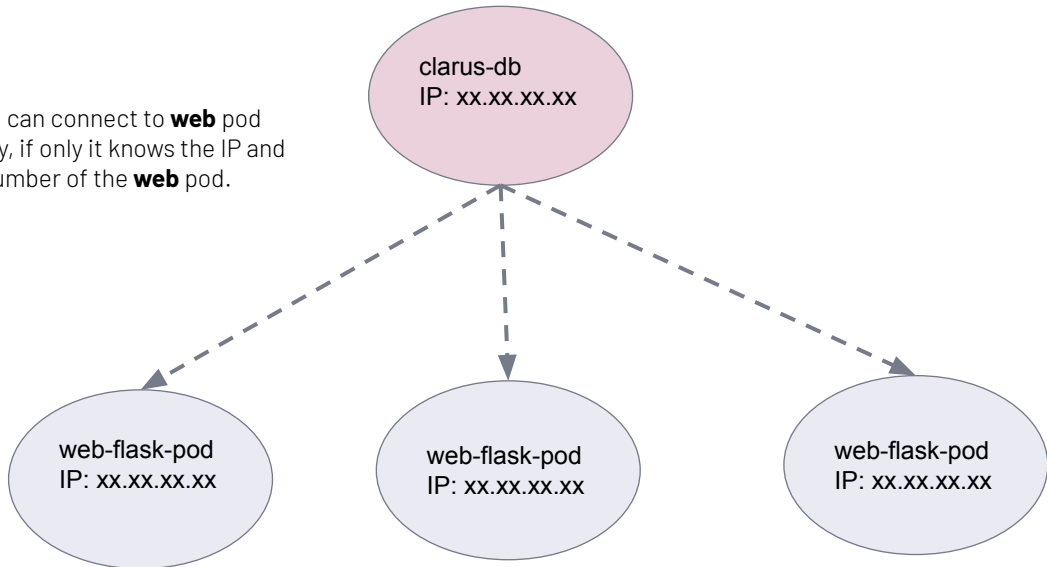 clarus-db
IP: xx.xx.xx.xx
can connect to web pod
y, if only it knows the IP and
umber of the web pod.
web-flask-pod
IP: xx.xx.xx.xx
web-flask-pod
IP: xx.xx.xx.xx
web-flask-pod
IP: xx.xx.xx.xx